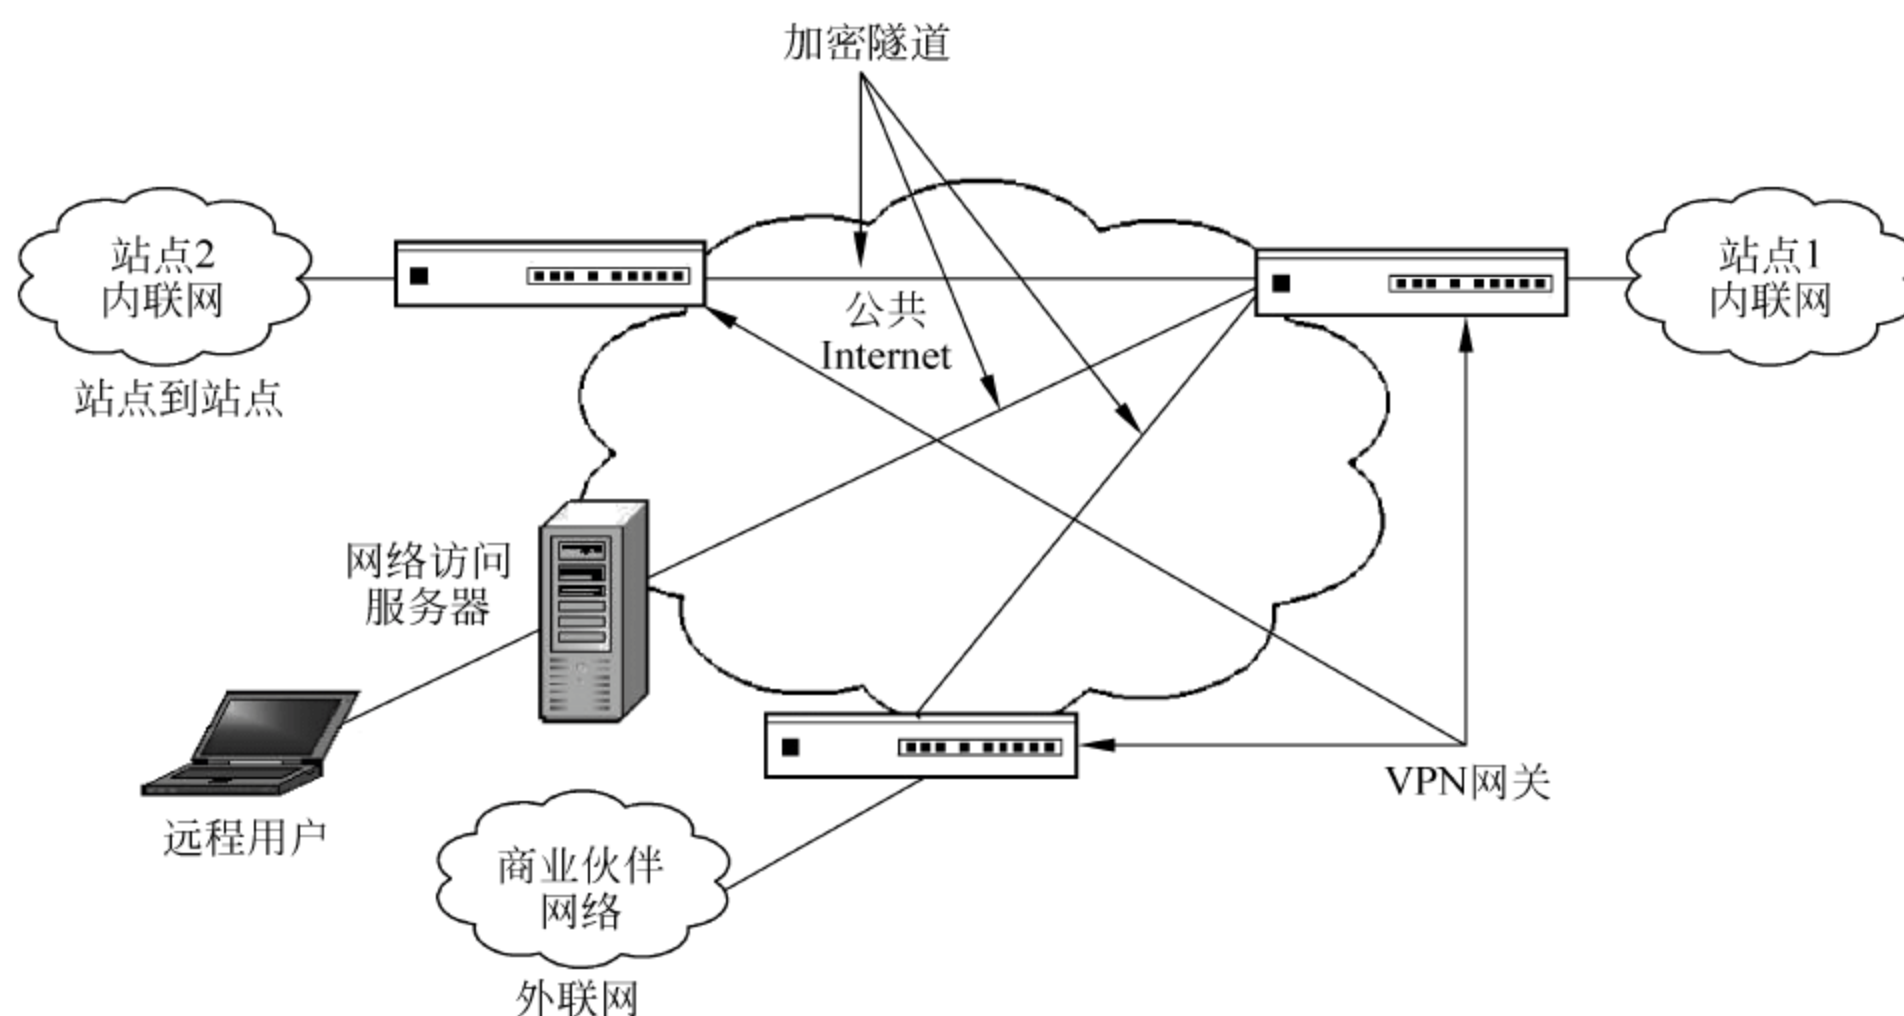 加密隧道
站点2
内联网
站点到站点
公共
Internet
站点1
内联网
网络访问
服务器
远程用户
VPN网关
商业伙伴
网络
外联网